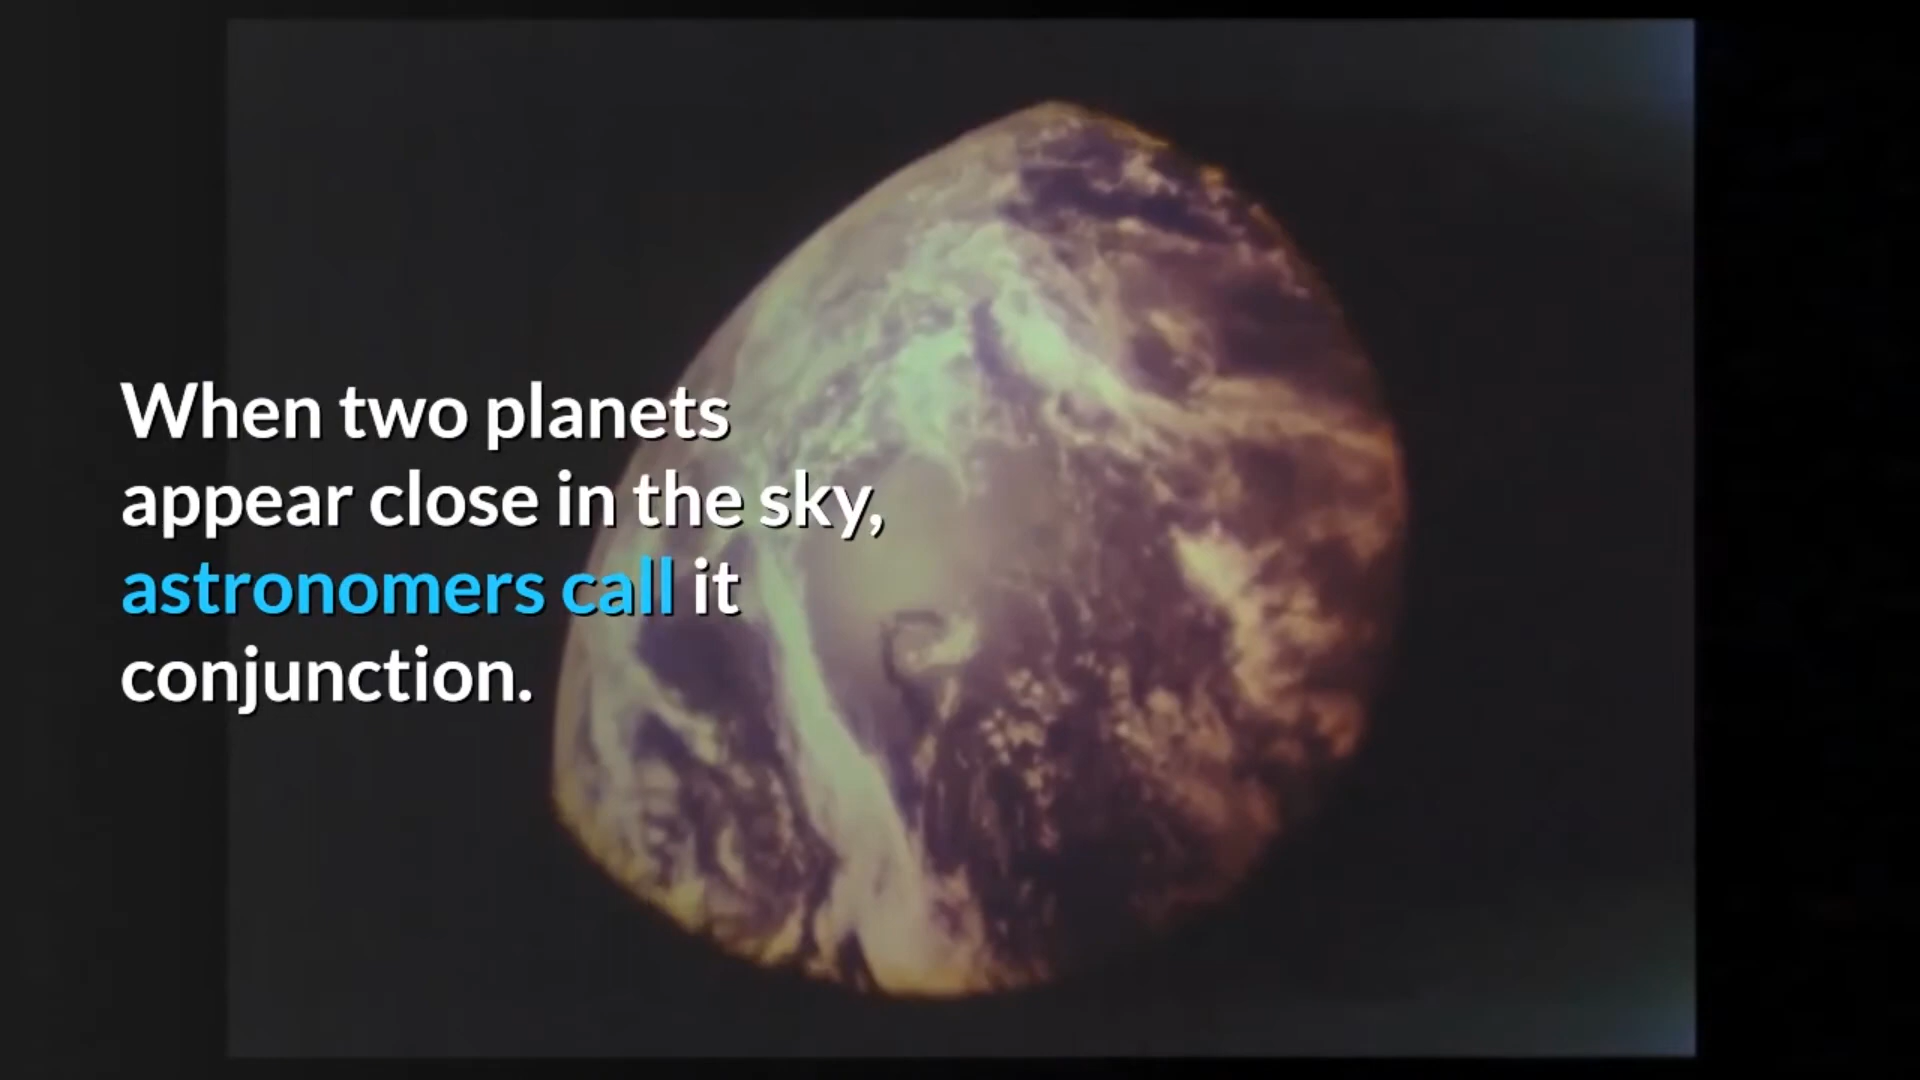 When two planets
appear close in the sky,
astronomers call it
conjunction.